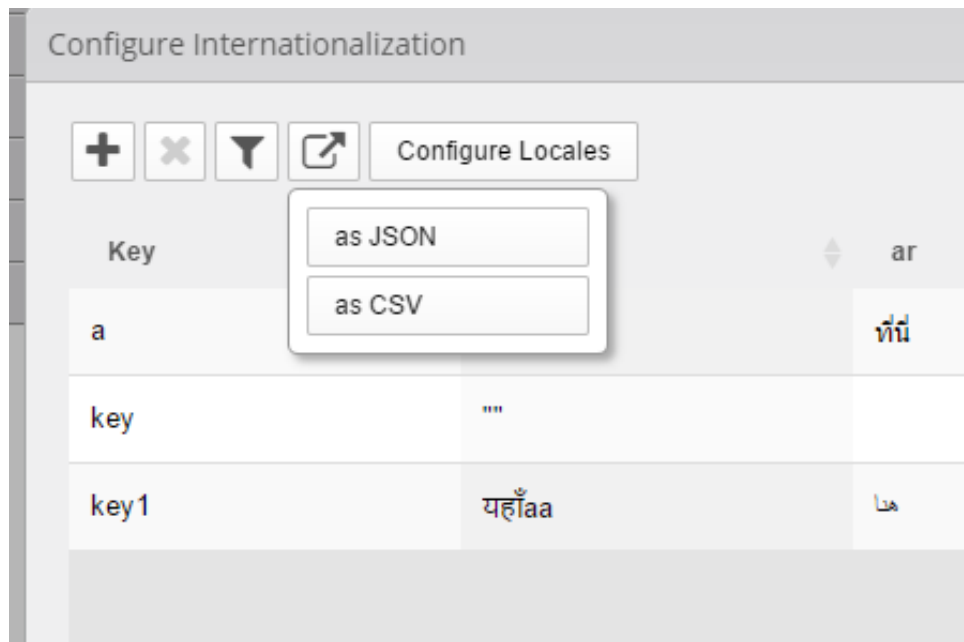 Configure Internationalization
Configure Locales
as JSON
as CSV
Key
ar
a
ที่นี่
key
""
key1
यहाँaa
هنا